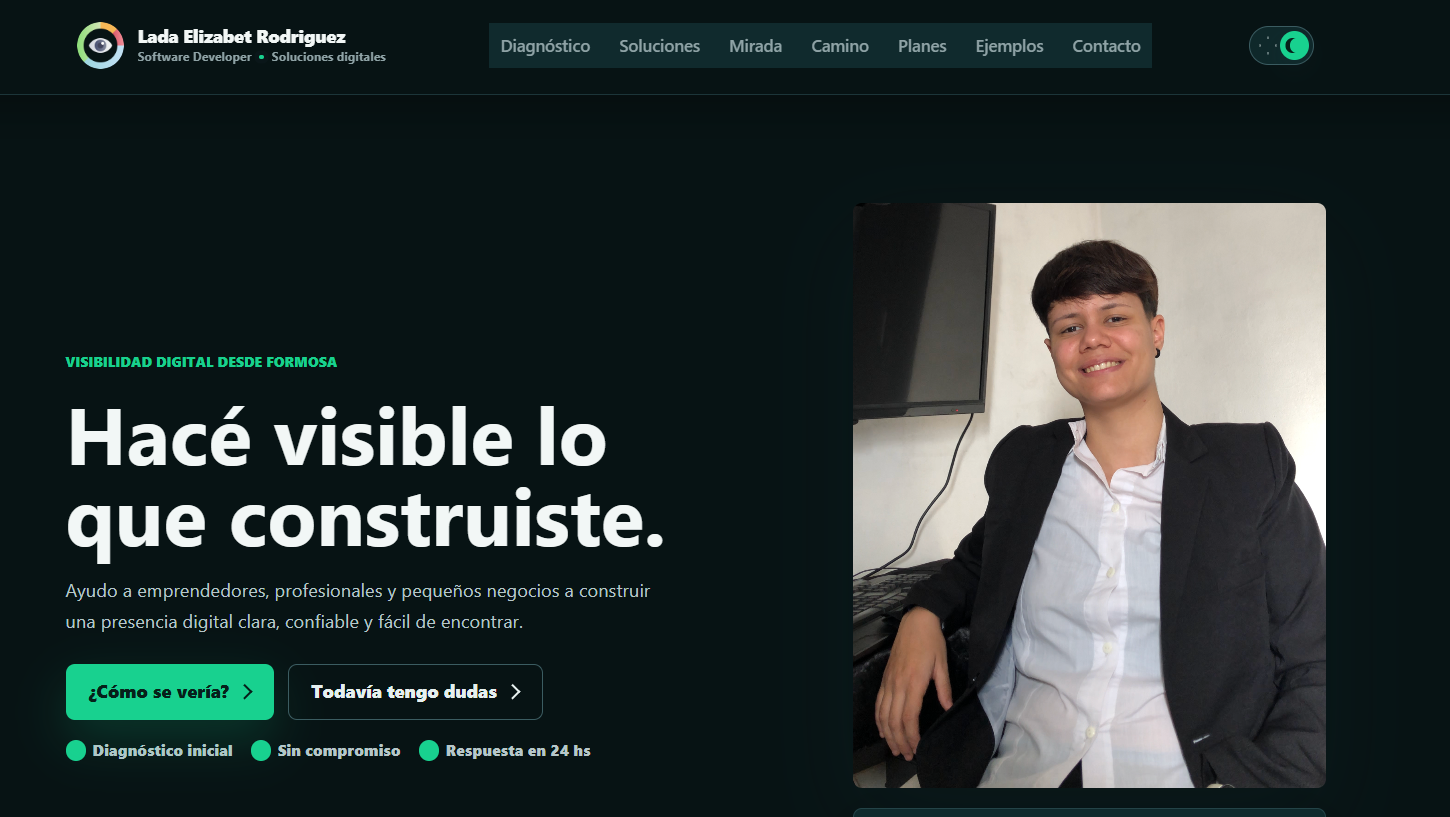 Lada Elizabet Rodriguez
Software Developer • Soluciones digitales
Diagnóstico Soluciones Mirada Camino Planes Ejemplos Contacto
VISIBILIDAD DIGITAL DESDE FORMOSA
Hacé visible lo
que construiste.
Ayudo a emprendedores, profesionales y pequeños negocios a construir
una presencia digital clara, confiable y fácil de encontrar.
¿Cómo se vería? Todavía tengo dudas
Diagnóstico inicial Sin compromiso Respuesta en 24 hs